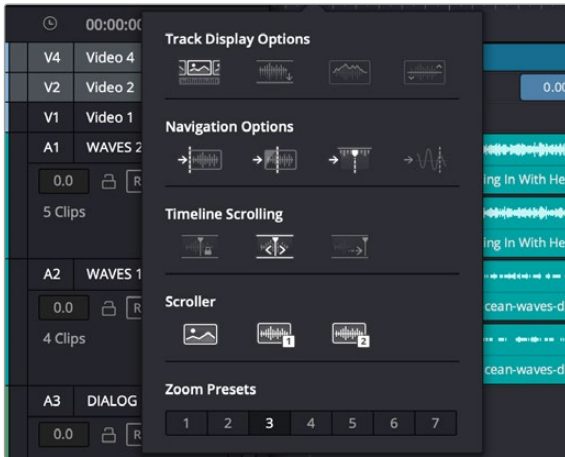 00:00:00
Track Display Options
V4 Video 4
V2 Video 2
0.00
V1 Video 1
Navigation Options
A1 WAVES 2
0.0 R
ing In With He
5 Clips
Timeline Scrolling
ing In With He
A2 WAVES 1
0.0 R
Scroller
cean-waves-d
4 Clips
1 2
cean-waves-d
Zoom Presets
A3 DIALOG
1 2 3 4 5 6 7
0.0 R